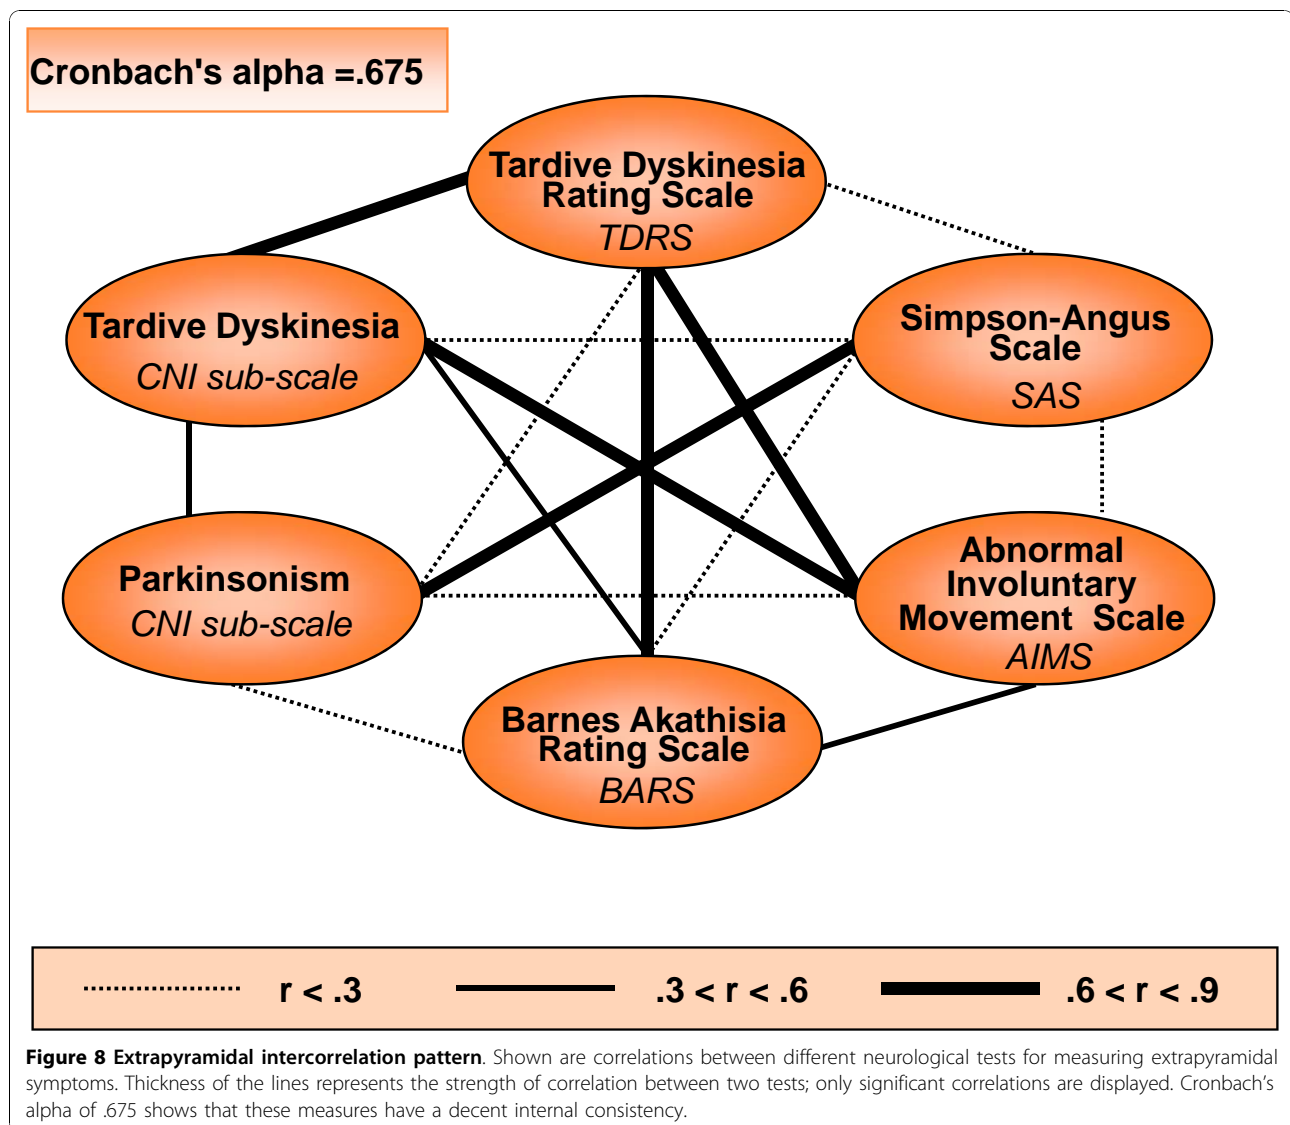 Cronbach's alpha =.675
Tardive Dyskinesia
Rating Scale
TDRS
Tardive Dyskinesia
CNI sub-scale
Simpson-Angus
Scale
SAS
Parkinsonism
CNI sub-scale
Abnormal
Involuntary
Movement Scale
AIMS
Barnes Akathisia
Rating Scale
BARS
r < .3
.3 < r < .6
.6 < r < .9
Figure 8 Extrapyramidal intercorrelation pattern. Shown are correlations between different neurological tests for measuring extrapyramidal
symptoms. Thickness of the lines represents the strength of correlation between two tests; only significant correlations are displayed. Cronbach’s
alpha of .675 shows that these measures have a decent internal consistency.